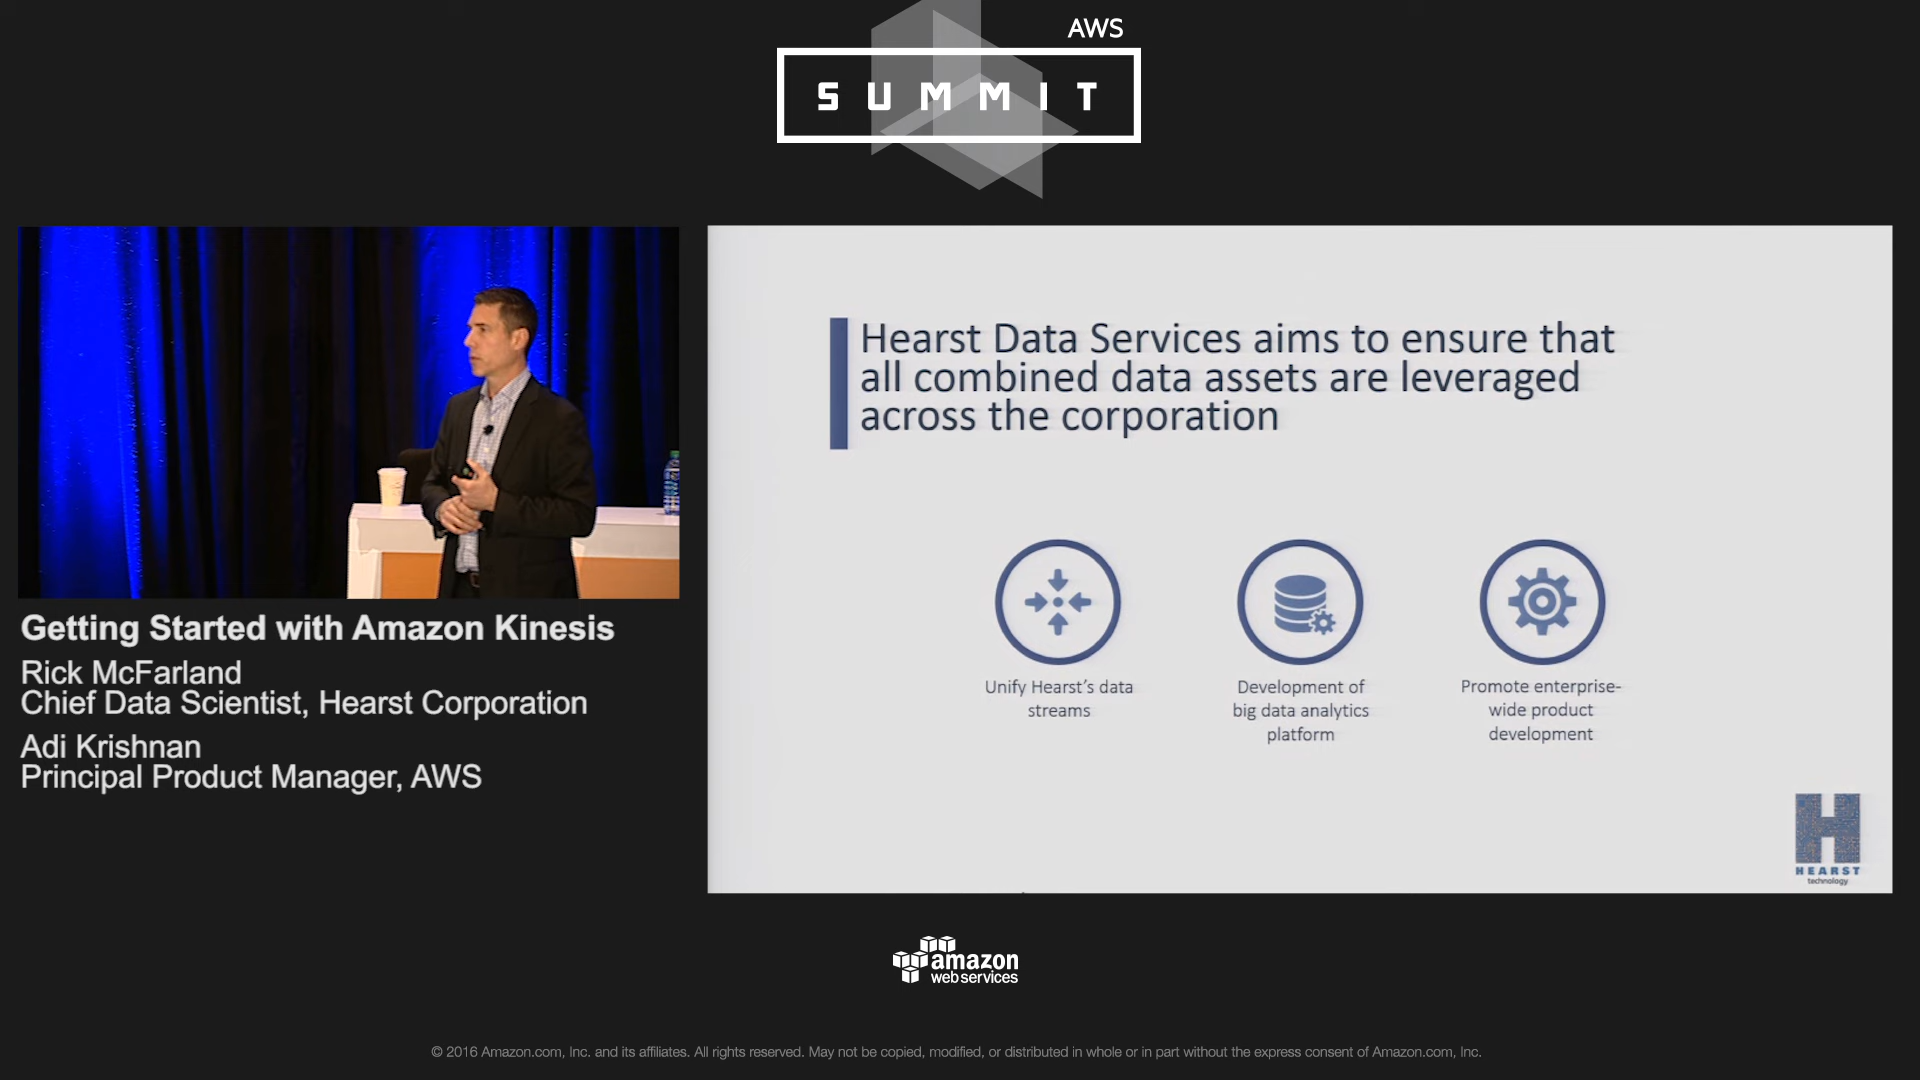 AWS
SUMMIT
Hearst Data Services aims to ensure that
all combined data assets are leveraged
across the corporation
Unify Hearst's data
streams
Development of
big data analytics
platform
Promote enterprise-
wide product
development
HEARST
technology
Getting Started with Amazon Kinesis
Rick McFarland
Chief Data Scientist, Hearst Corporation
Adi Krishnan
Principal Product Manager, AWS
amazon
web services
© 2016 Amazon.com, Inc. and its affiliates. All rights reserved. May not be copied, modified, or distributed in whole or in part without the express consent of Amazon.com, Inc.